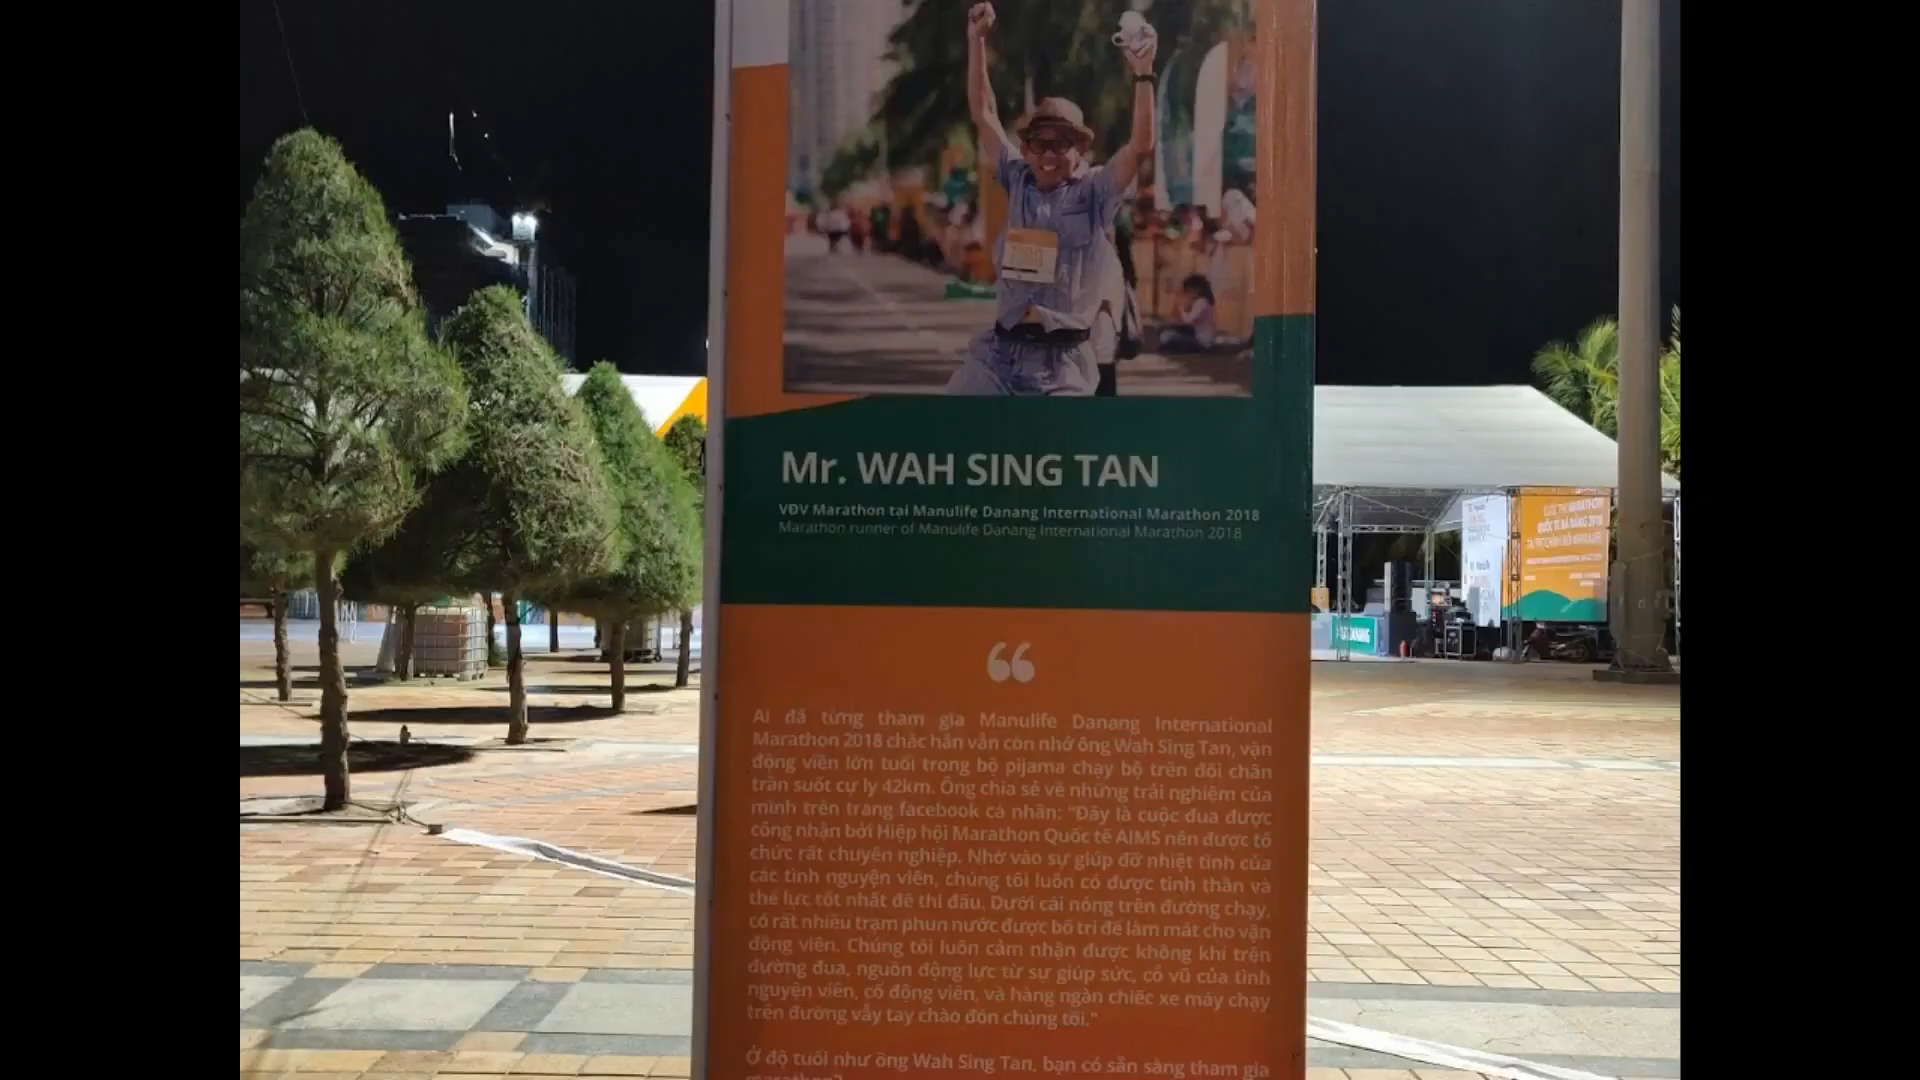 Mr. WAH SING TAN
VĐV Marathon tại Manulife Danang International Marathon 2018
Marathon runner of Manulife Danang International Marathon 2018
“
Ai đã từng tham gia Manulife Danang International
Marathon 2018 chắc hẳn vẫn còn nhớ ông Wah Sing Tan, vận
động viên lớn tuổi trong bộ pijama chạy bộ trên đôi chân
trần suốt cự ly 42km. Ông chia sẻ về những trải nghiệm của
mình trên trang facebook cá nhân: "Đây là cuộc đua được
công nhận bởi Hiệp hội Marathon Quốc tế AIMS nên được tổ
chức rất chuyên nghiệp. Nhờ vào sự giúp đỡ nhiệt tình của
các tình nguyện viên, chúng tôi luôn có được tinh thần và
thể lực tốt nhất để thi đấu. Dưới cái nóng trên đường chạy,
có rất nhiều trạm phun nước được bố trí để làm mát cho vận
động viên. Chúng tôi luôn cảm nhận được không khí trên
đường đua, nguồn động lực từ sự giúp sức, cổ vũ của tình
nguyện viên, cổ động viên, và hàng ngàn chiếc xe máy chạy
trên đường vẫy tay chào đón chúng tôi."
Ở độ tuổi như ông Wah Sing Tan, bạn có sẵn sàng tham gia
marathon?
CUỘC THI MARATHON
QUỐC TẾ ĐÀ NẴNG 2018
DANANG